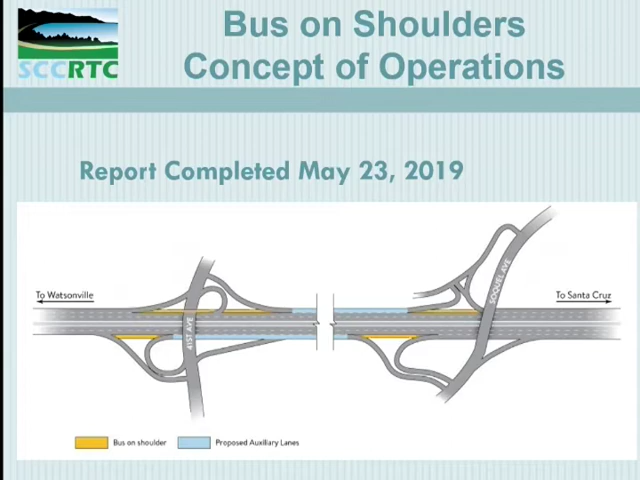 SCCRTC
Bus on Shoulders
Concept of Operations
Report Completed May 23, 2019
To Watsonville
41ST AVE
SOQUEL AVE
To Santa Cruz
Bus on shoulder
Proposed Auxiliary Lanes